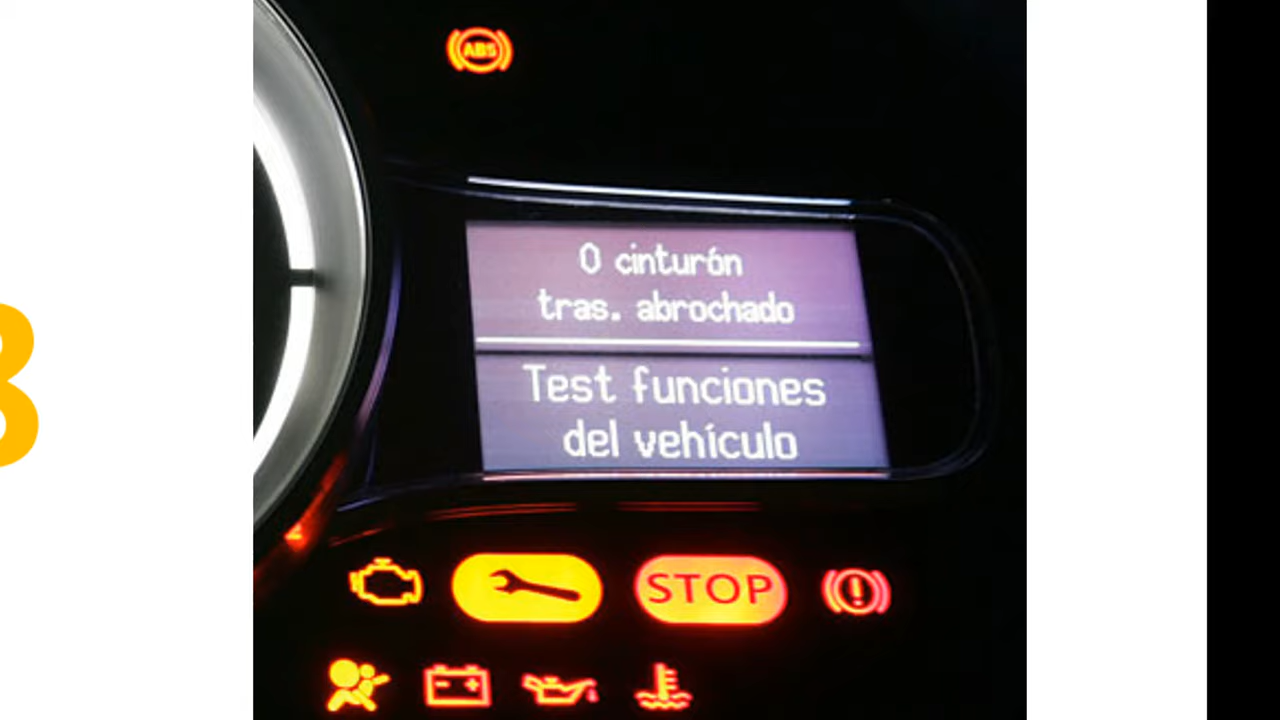 ABS
0 cinturón
tras. abrochado
Test funciones
del vehículo
STOP